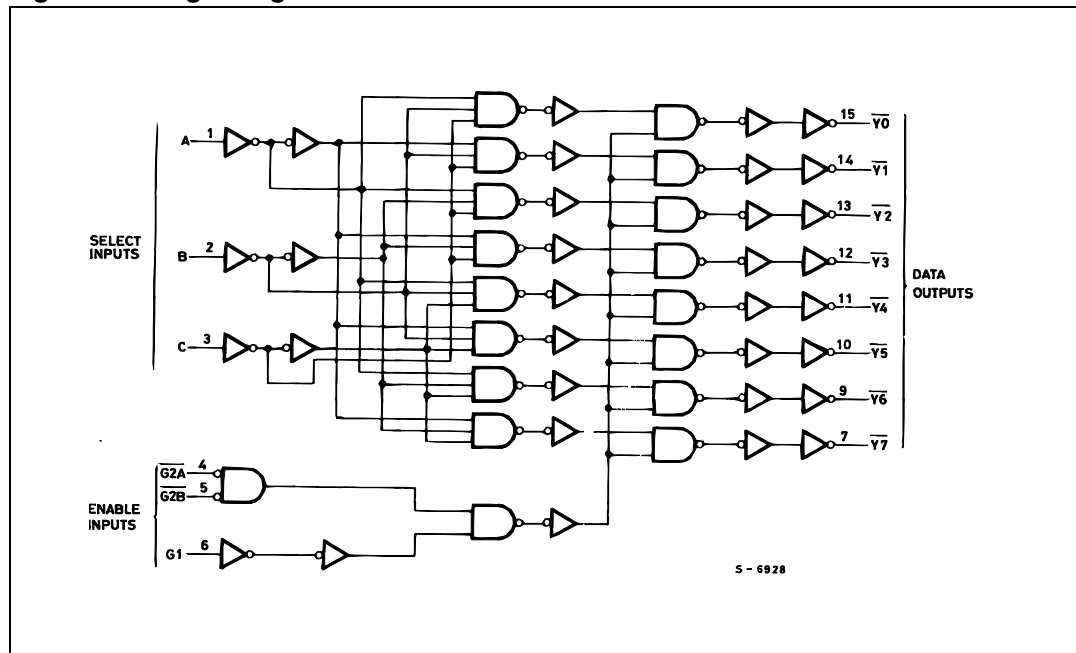 A 1
B 2
C 3
SELECT
INPUTS
G2A 4
G2B 5
G1 6
ENABLE
INPUTS
15 Y0
14 Y1
13 Y2
12 Y3
11 Y4
10 Y5
9 Y6
7 Y7
DATA
OUTPUTS
S - 6928